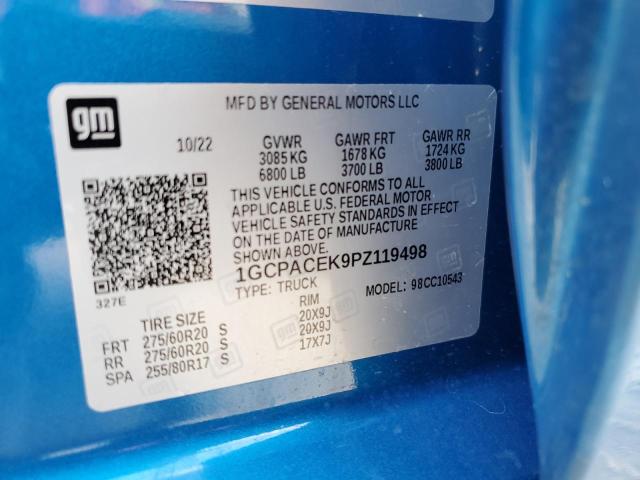 gm
MFD BY GENERAL MOTORS LLC
10/22 GVWR GAWR FRT GAWR RR
3085 KG 1678 KG 1724 KG
6800 LB 3700 LB 3800 LB
THIS VEHICLE CONFORMS TO ALL
APPLICABLE U.S. FEDERAL MOTOR
VEHICLE SAFETY STANDARDS IN EFFECT
ON THE DATE OF MANUFACTURE
SHOWN ABOVE.
1GCPACEK9PZ119498
327E
TYPE: TRUCK MODEL: 98CC10543
TIRE SIZE RIM
FRT 275/60R20 S 20X9J
RR 275/60R20 S 20X9J
SPA 255/80R17 S 17X7J